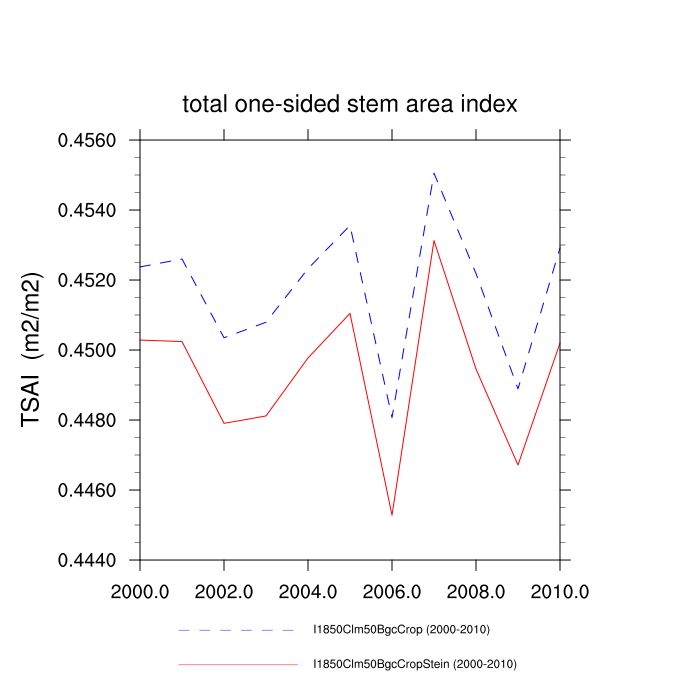 total one-sided stem area index
0.4560
0.4540
0.4520
0.4500
0.4480
0.4460
0.4440
TSAI (m2/m2)
2000.0 2002.0 2004.0 2006.0 2008.0 2010.0
I1850Clm50BgcCrop (2000-2010)
I1850Clm50BgcCropStein (2000-2010)